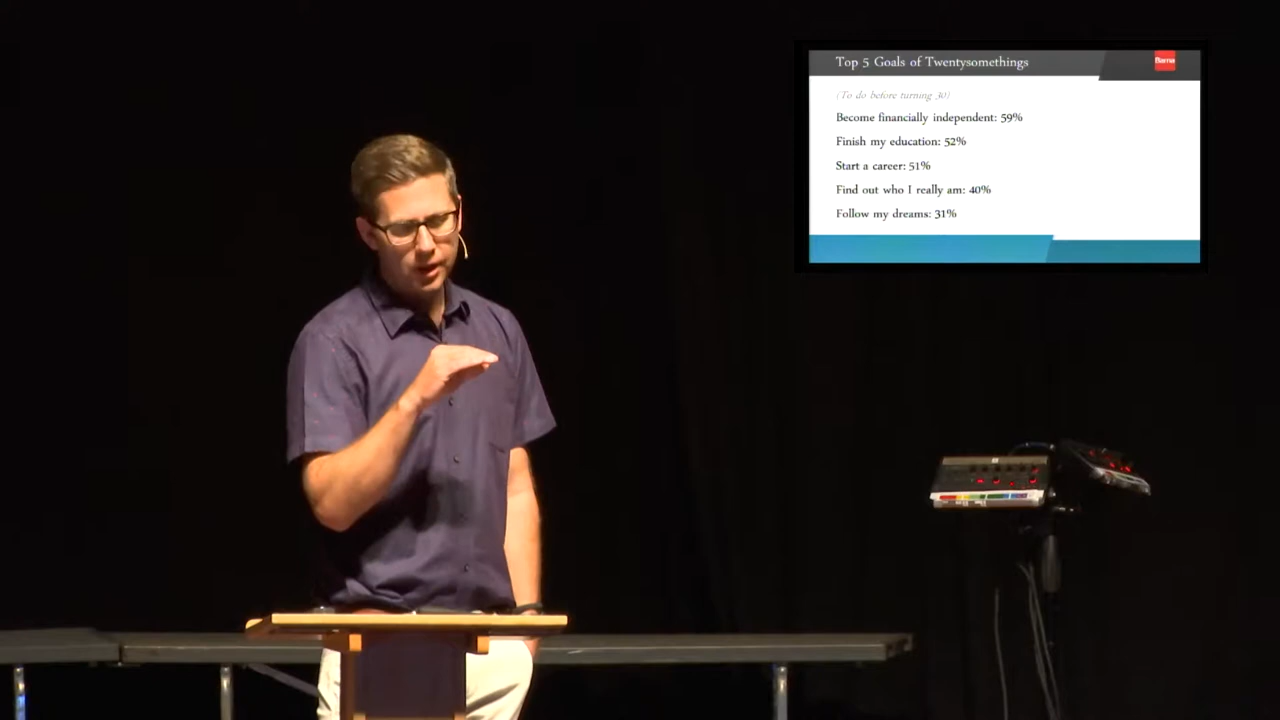 Top 5 Goals of Twentysomethings
Barna
(To do before turning 30)
Become financially independent: 59%
Finish my education: 52%
Start a career: 51%
Find out who I really am: 40%
Follow my dreams: 31%